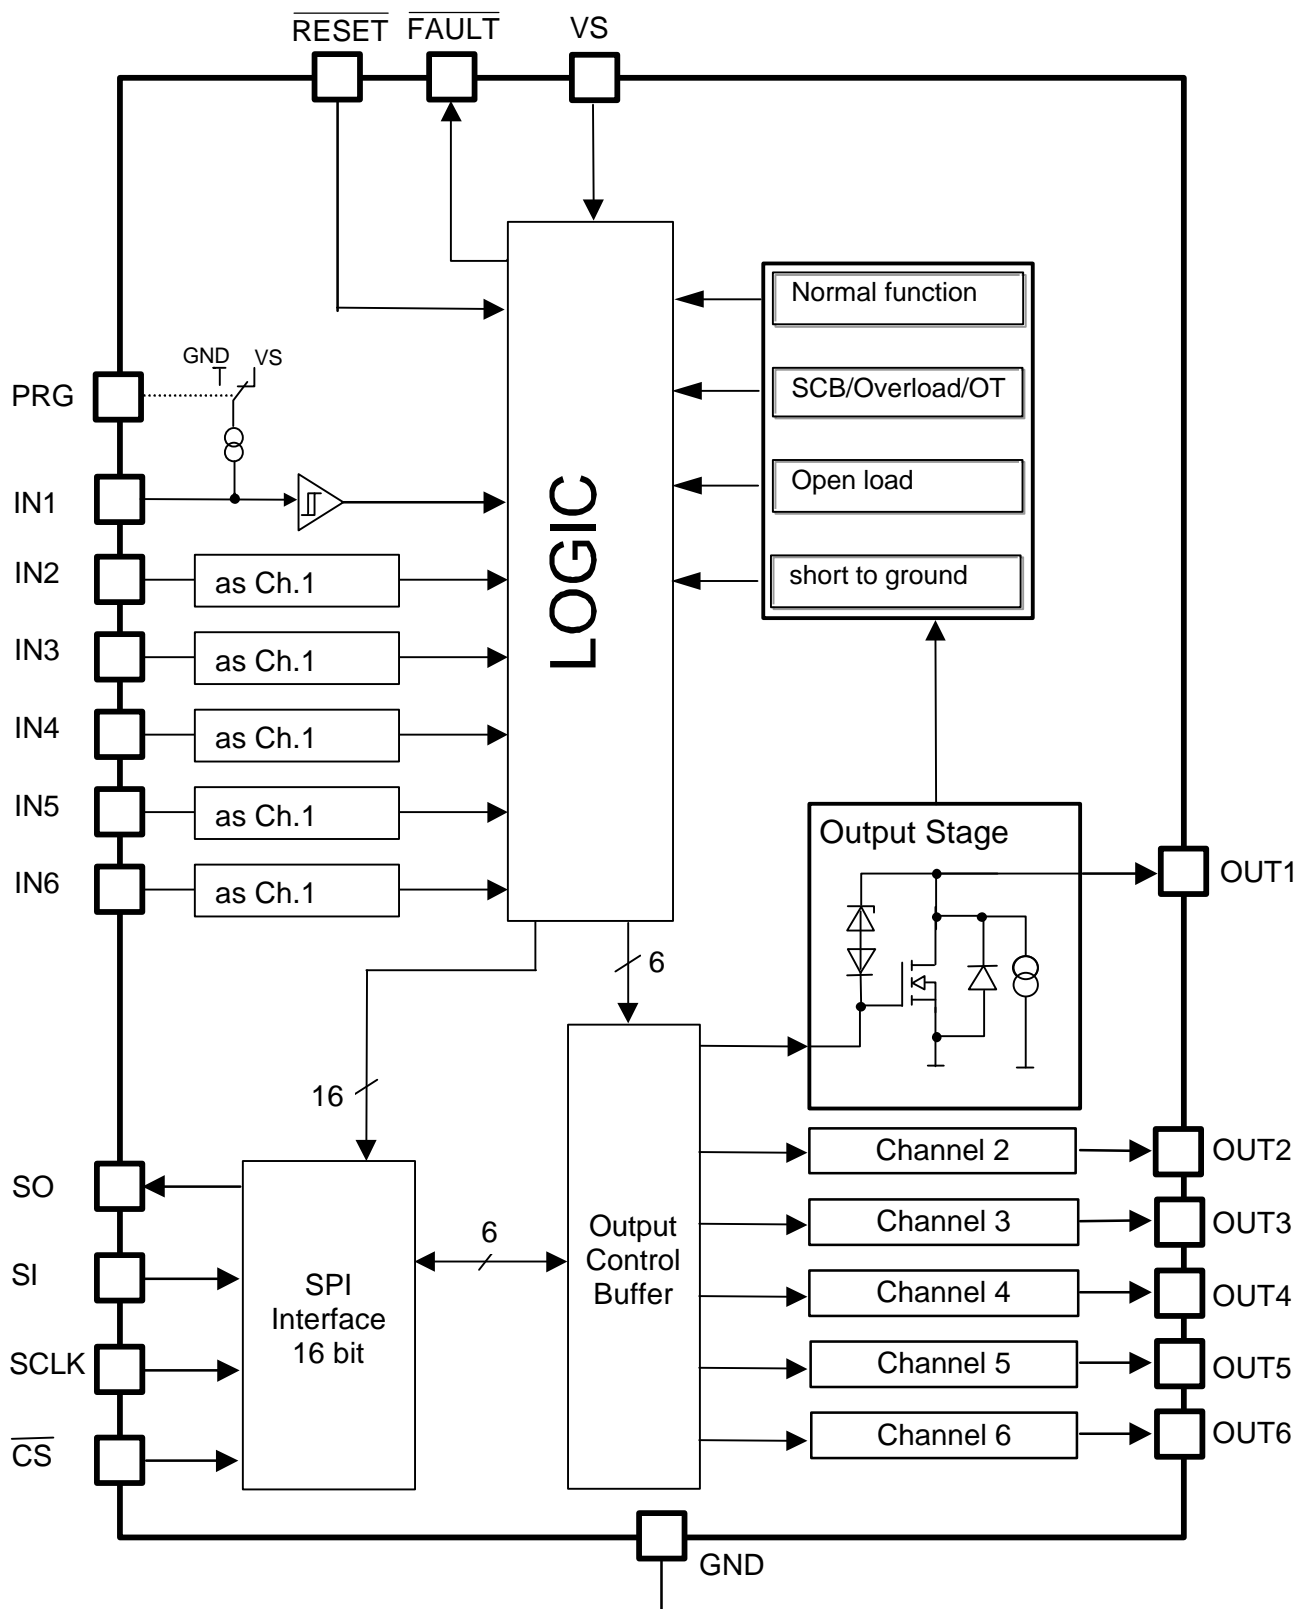 RESET
FAULT
VS
Normal function
GND
VS
PRG
SCB/Overload/OT
IN1
Open load
LOGIC
IN2
as Ch.1
short to ground
IN3
as Ch.1
IN4
as Ch.1
IN5
as Ch.1
Output Stage
IN6
as Ch.1
OUT1
6
16
Channel 2
OUT2
SO
Channel 3
OUT3
6
Output
Control
Buffer
SI
SPI
Interface
16 bit
Channel 4
OUT4
SCLK
Channel 5
OUT5
CS
Channel 6
OUT6
GND